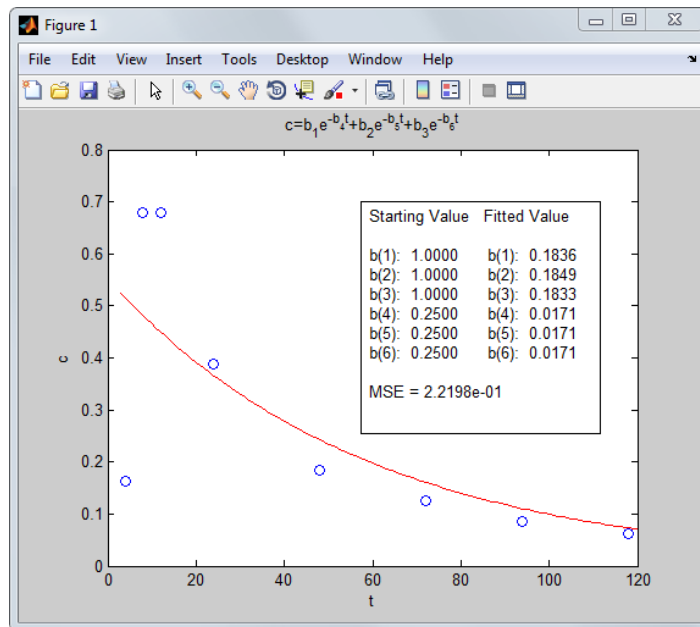 Figure 1
File Edit View Insert Tools Desktop Window Help
c=b₁e^-b₄t+b₂e^-b₅t+b₃e^-b₆t
0.8
0.7
0.6
0.5
0.4
0.3
0.2
0.1
0
c
Starting Value Fitted Value
b(1): 1.0000 b(1): 0.1836
b(2): 1.0000 b(2): 0.1849
b(3): 1.0000 b(3): 0.1833
b(4): 0.2500 b(4): 0.0171
b(5): 0.2500 b(5): 0.0171
b(6): 0.2500 b(6): 0.0171
MSE = 2.2198e-01
0 20 40 60 80 100 120
t